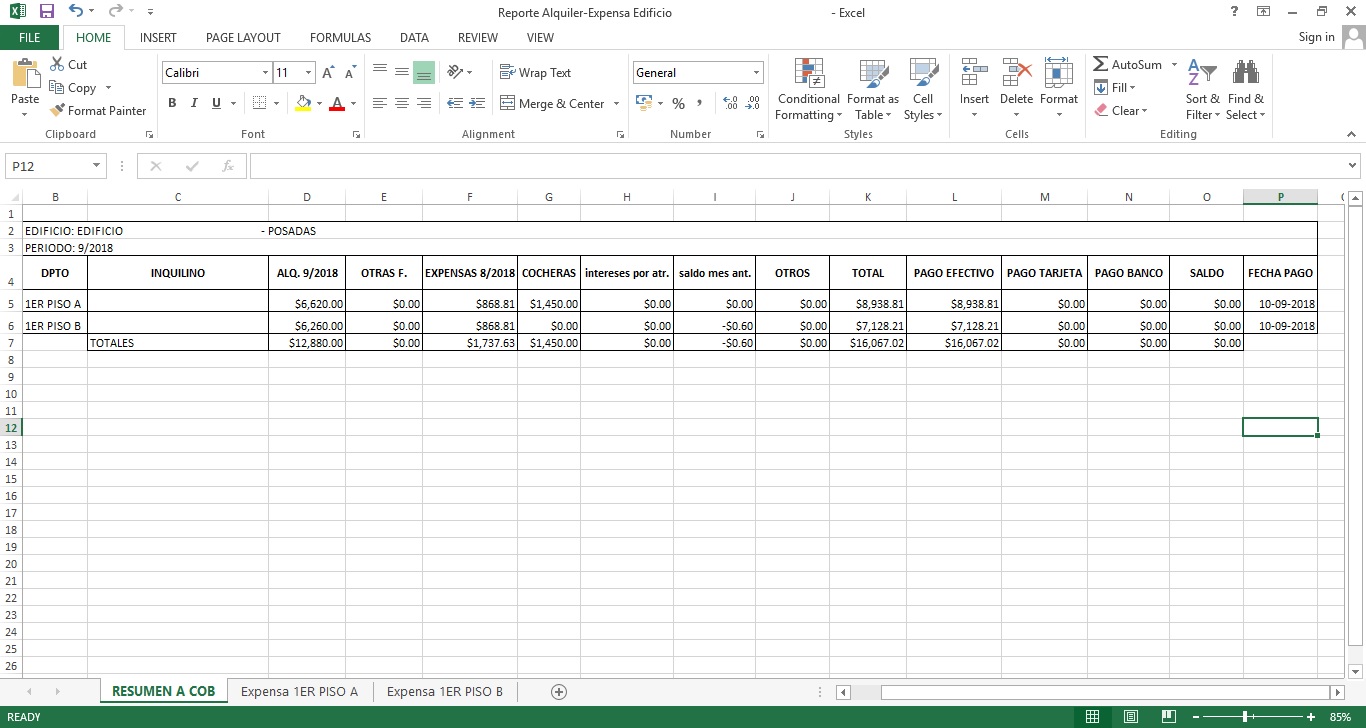 Reporte Alquiler-Expensa Edificio - Excel ?
FILE HOME INSERT PAGE LAYOUT FORMULAS DATA REVIEW VIEW Sign in
Paste
Cut
Copy
Format Painter
Clipboard
Calibri 11
B I U
Font
Wrap Text
Merge & Center
Alignment
General
Number
Conditional Formatting
Format as Table
Cell Styles
Styles
Insert Delete Format
Cells
AutoSum
Fill
Clear
Sort & Filter
Find & Select
Editing
P12 fx
B C D E F G H I J K L M N O P
1
2 EDIFICIO: EDIFICIO - POSADAS
3 PERIODO: 9/2018
4 DPTO INQUILINO ALQ. 9/2018 OTRAS F. EXPENSAS 8/2018 COCHERAS intereses por atr. saldo mes ant. OTROS TOTAL PAGO EFECTIVO PAGO TARJETA PAGO BANCO SALDO FECHA PAGO
5 1ER PISO A $6,620.00 $0.00 $868.81 $1,450.00 $0.00 $0.00 $0.00 $8,938.81 $8,938.81 $0.00 $0.00 $0.00 10-09-2018
6 1ER PISO B $6,260.00 $0.00 $868.81 $0.00 $0.00 -$0.60 $0.00 $7,128.21 $7,128.21 $0.00 $0.00 $0.00 10-09-2018
7 TOTALES $12,880.00 $0.00 $1,737.63 $1,450.00 $0.00 -$0.60 $0.00 $16,067.02 $16,067.02 $0.00 $0.00 $0.00
8
9
10
11
12
13
14
15
16
17
18
19
20
21
22
23
24
25
26
RESUMEN A COB Expensa 1ER PISO A Expensa 1ER PISO B
READY 85%